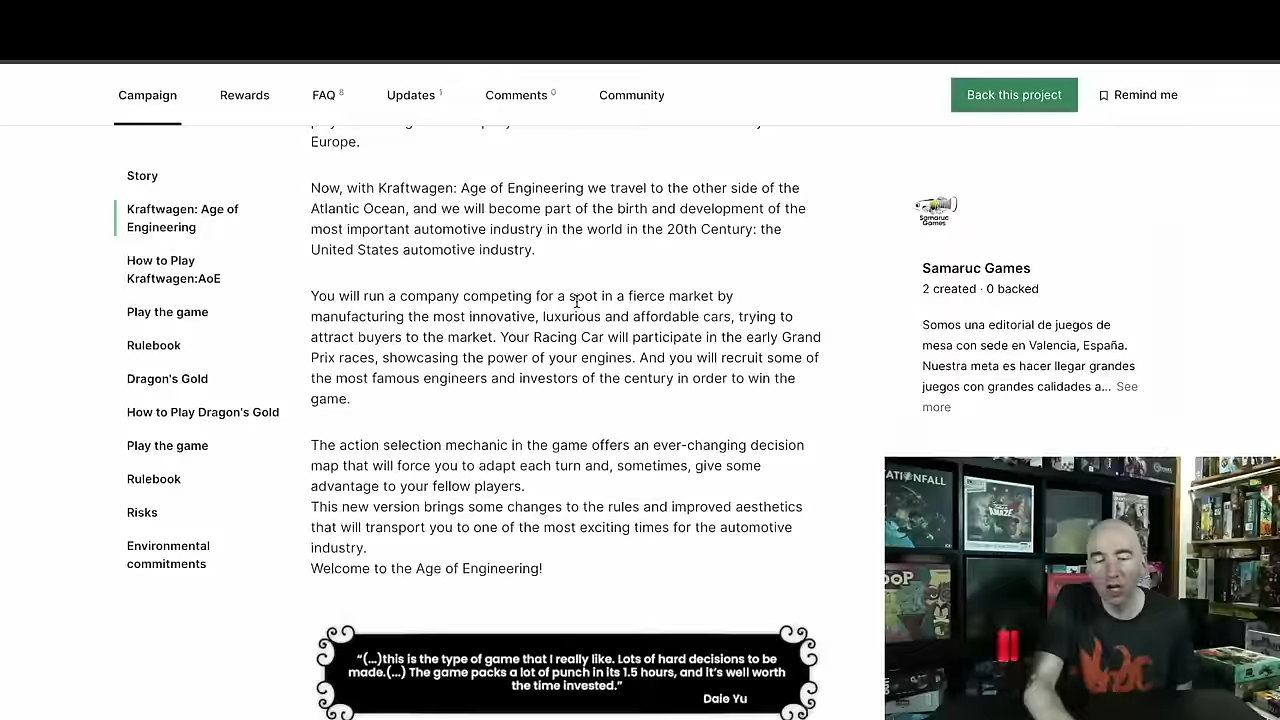 Campaign
Rewards
FAQ 8
Updates 1
Comments 0
Community
Back this project
Remind me
Story
Kraftwagen: Age of
Engineering
How to Play
Kraftwagen:AoE
Play the game
Rulebook
Dragon's Gold
How to Play Dragon's Gold
Play the game
Rulebook
Risks
Environmental
commitments
Europe.
Now, with Kraftwagen: Age of Engineering we travel to the other side of the
Atlantic Ocean, and we will become part of the birth and development of the
most important automotive industry in the world in the 20th Century: the
United States automotive industry.
You will run a company competing for a spot in a fierce market by
manufacturing the most innovative, luxurious and affordable cars, trying to
attract buyers to the market. Your Racing Car will participate in the early Grand
Prix races, showcasing the power of your engines. And you will recruit some of
the most famous engineers and investors of the century in order to win the
game.
The action selection mechanic in the game offers an ever-changing decision
map that will force you to adapt each turn and, sometimes, give some
advantage to your fellow players.
This new version brings some changes to the rules and improved aesthetics
that will transport you to one of the most exciting times for the automotive
industry.
Welcome to the Age of Engineering!
“(...)this is the type of game that I really like. Lots of hard decisions to be
made.(...) The game packs a lot of punch in its 1.5 hours, and it’s well worth
the time invested.”
Dale Yu
Samaruc
Games
Samaruc Games
2 created · 0 backed
Somos una editorial de juegos de
mesa con sede en Valencia, España.
Nuestra meta es hacer llegar grandes
juegos con grandes calidades a... See
more